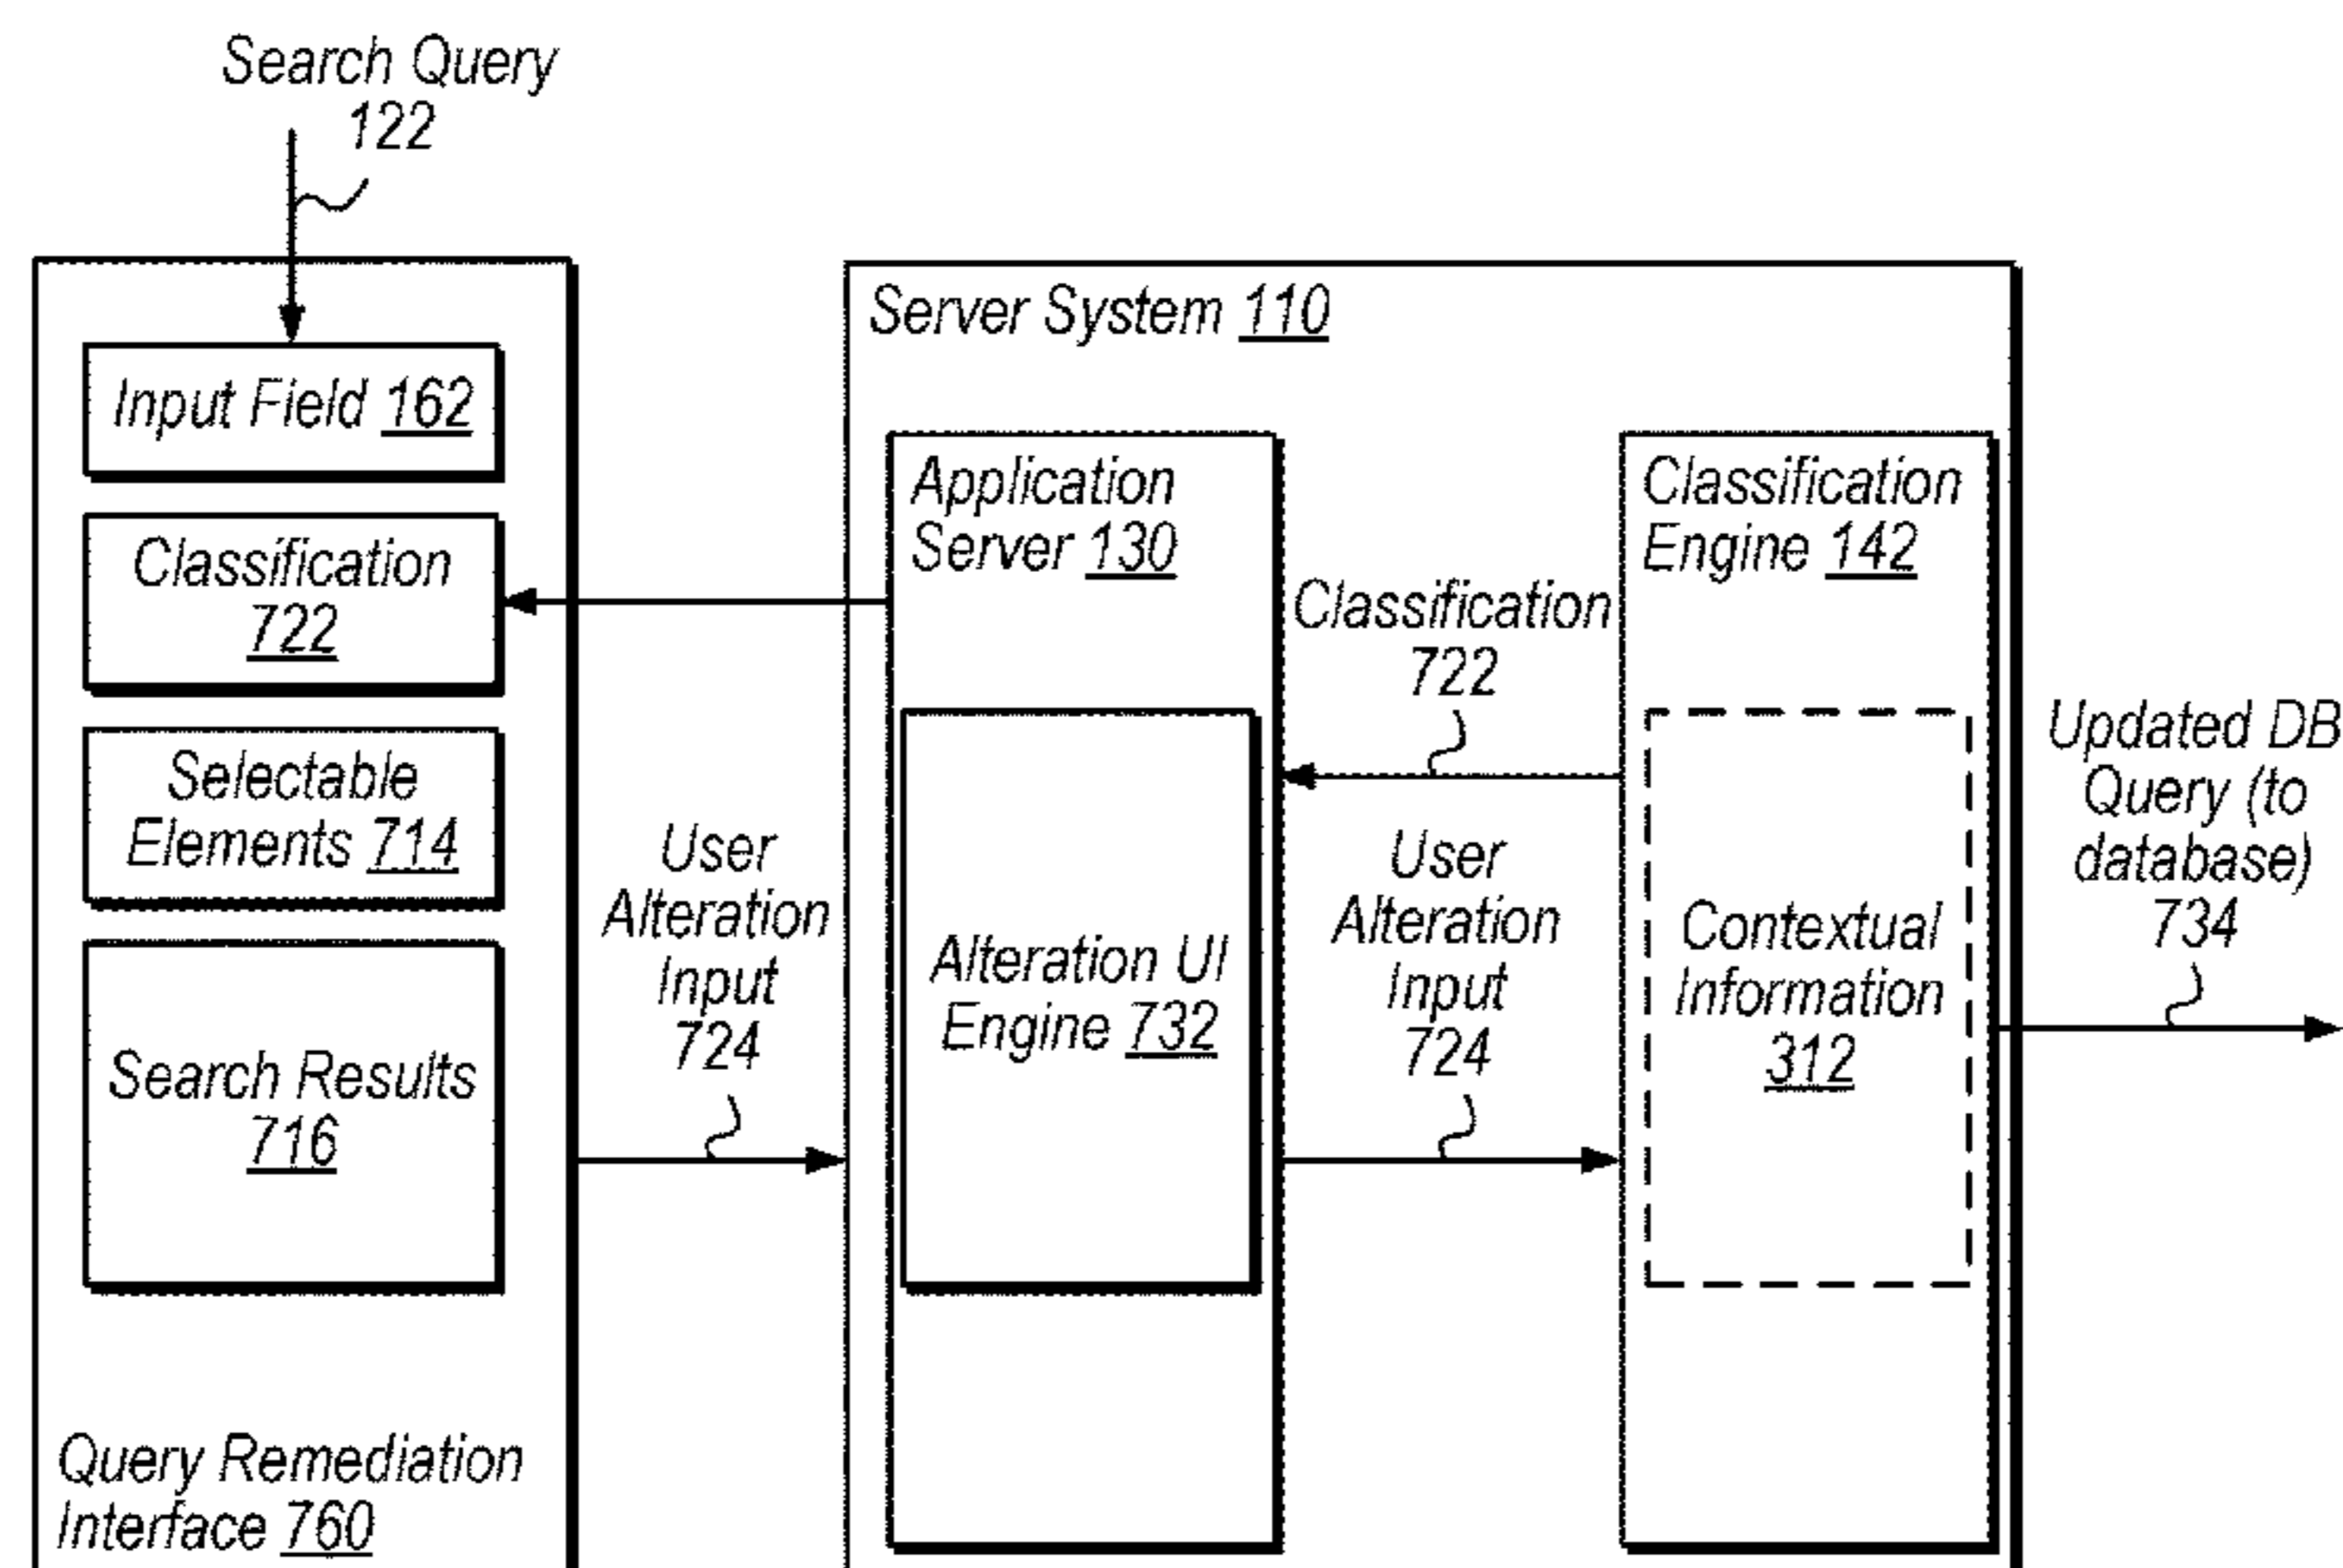 Search Query
122
Input Field 162
Classification
722
Selectable
Elements 714
Search Results
716
Query Remediation
Interface 760
User
Alteration
Input
724
Server System 110
Application
Server 130
Alteration UI
Engine 732
Classification
722
User
Alteration
Input
724
Classification
Engine 142
Contextual
Information
312
Updated DB
Query (to
database)
734